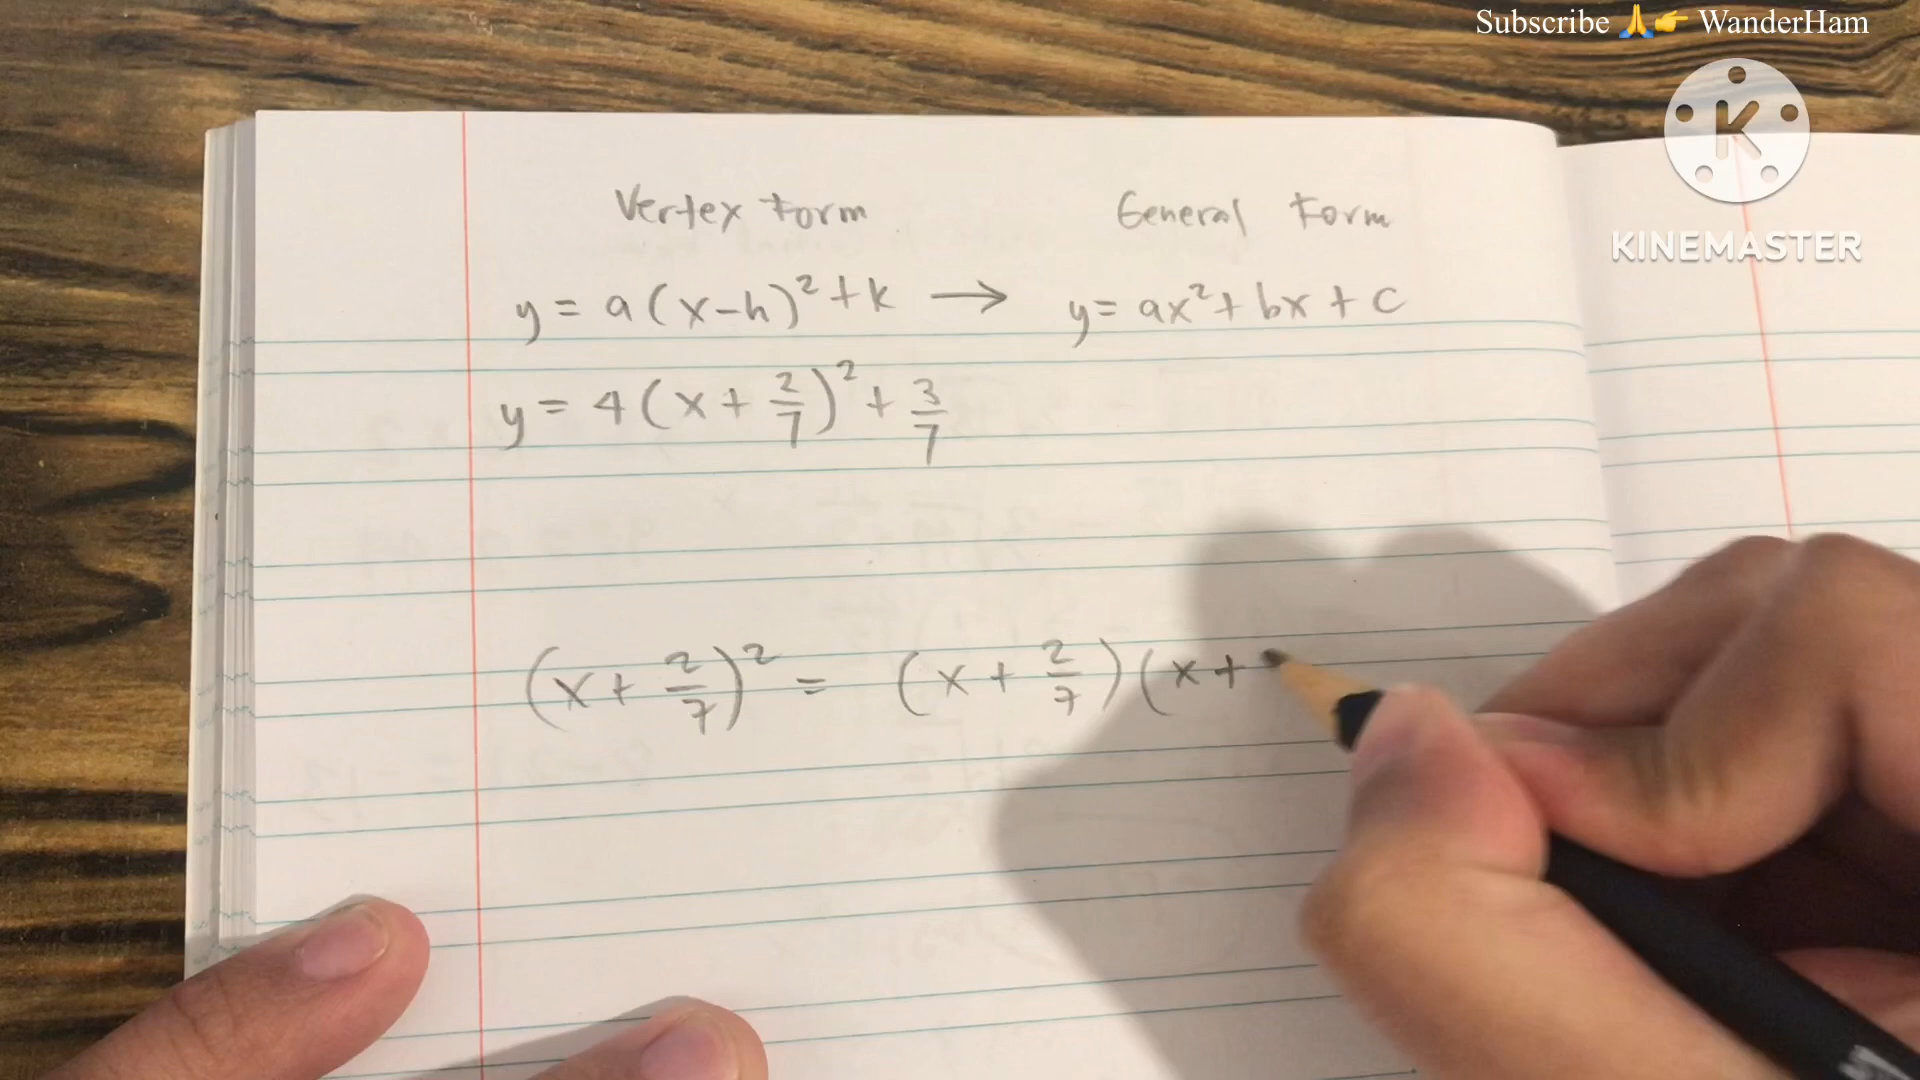 Subscribe 🙏👉 WanderHam
KINEMASTER
Vertex Form General Form
y = a(x-h)² + k → y = ax² + bx + c
y = 4(x + 2/7)² + 3/7
(x + 2/7)² = (x + 2/7)(x +